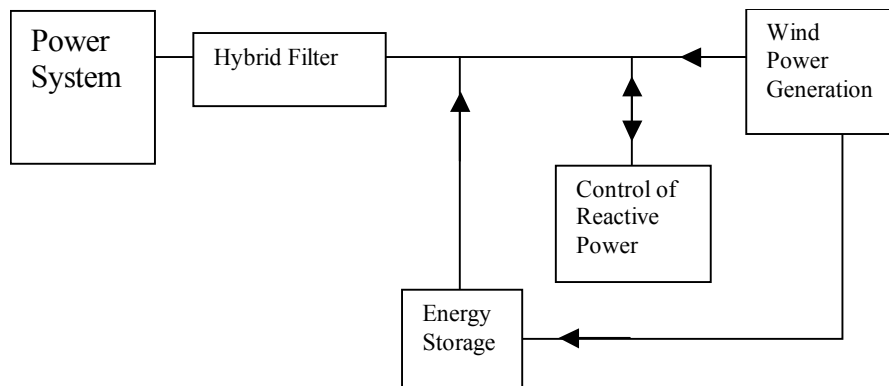 Power
System
Hybrid Filter
Wind
Power
Generation
Control of
Reactive
Power
Energy
Storage